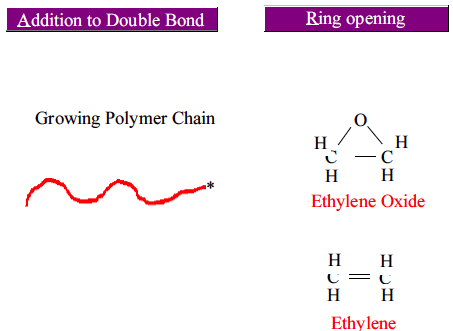 Addition to Double Bond
Ring opening
Growing Polymer Chain
*
O
H H
C — C
H H
Ethylene Oxide
H H
C = C
H H
Ethylene